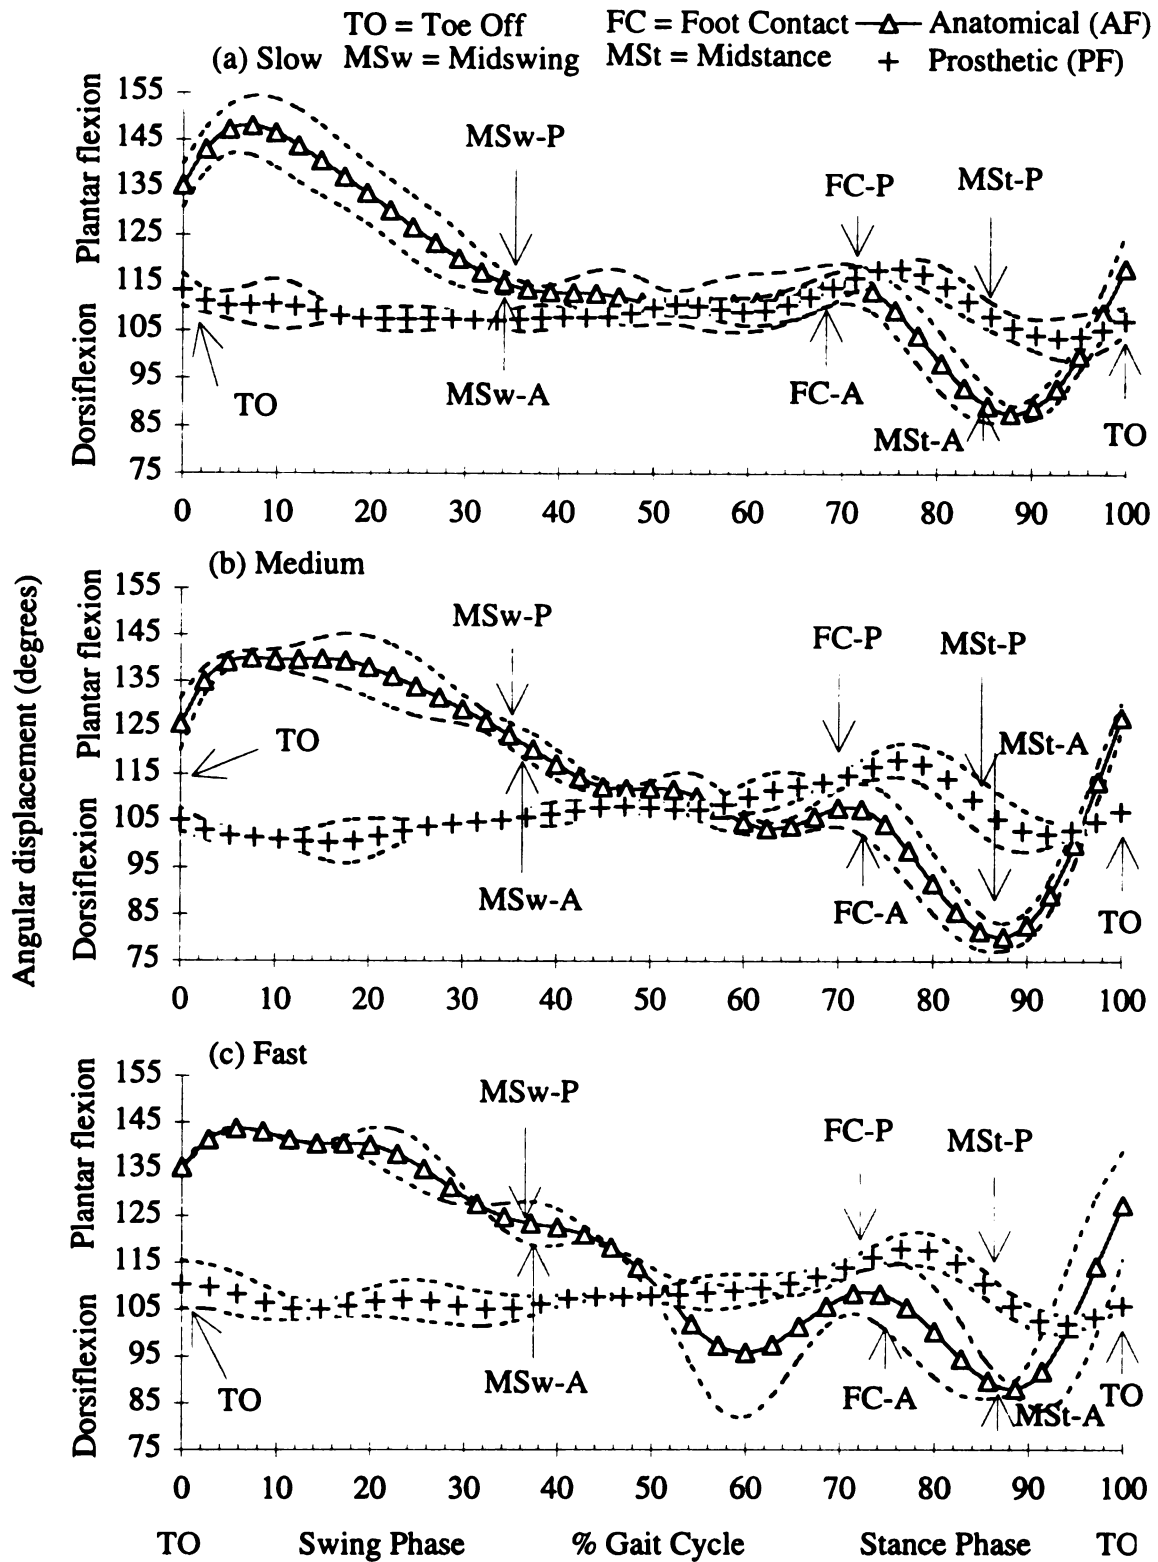 TO = Toe Off FC = Foot Contact Anatomical (AF)
(a) Slow MSw = Midswing MSt = Midstance + Prosthetic (PF)
Plantar flexion
Dorsiflexion
155
145
135
125
115
105
95
85
75
MSw-P
FC-P
MSt-P
TO
MSw-A
FC-A
MSt-A
TO
0 10 20 30 40 50 60 70 80 90 100
Angular displacement (degrees)
(b) Medium
Plantar flexion
Dorsiflexion
155
145
135
125
115
105
95
85
75
MSw-P
FC-P
MSt-P
TO
MSt-A
MSw-A
FC-A
TO
0 10 20 30 40 50 60 70 80 90 100
(c) Fast
Plantar flexion
Dorsiflexion
155
145
135
125
115
105
95
85
75
MSw-P
FC-P
MSt-P
TO
MSw-A
FC-A
MSt-A
TO
0 10 20 30 40 50 60 70 80 90 100
TO Swing Phase % Gait Cycle Stance Phase TO